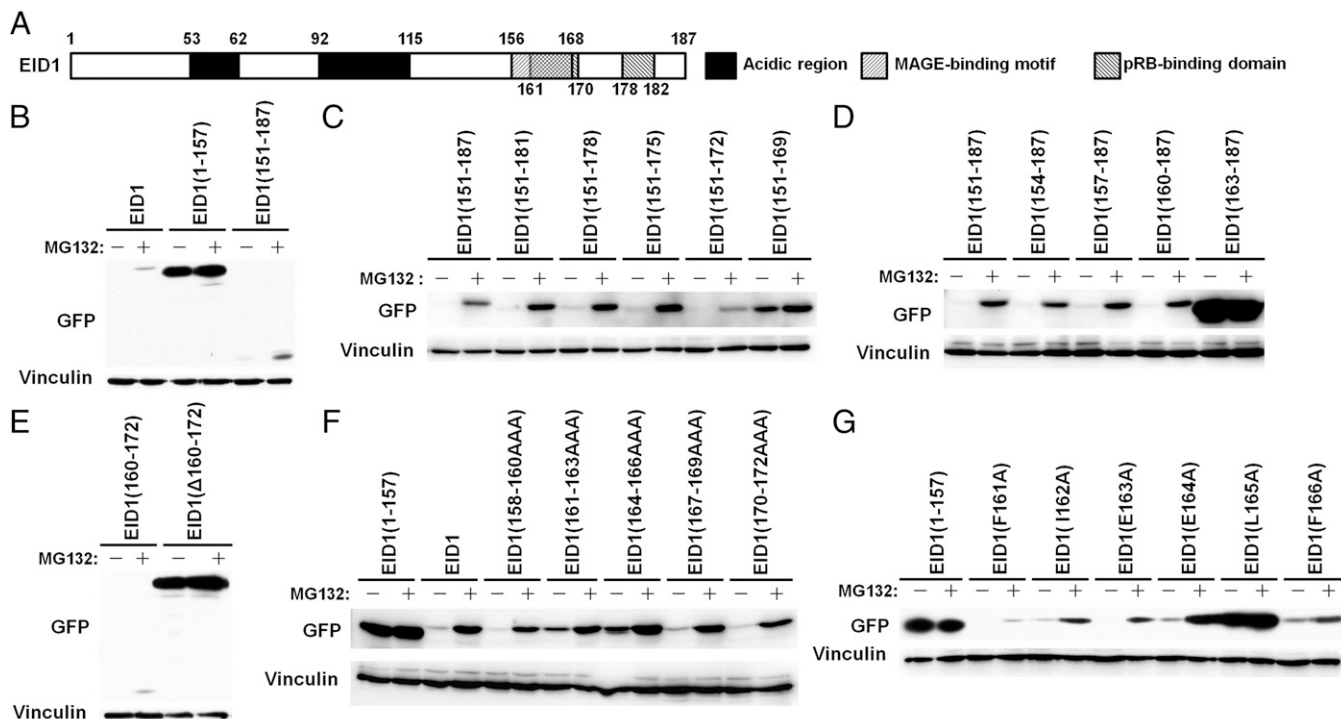 A
1 53 62 92 115 156 168 187
EID1
161 170 178 182
Acidic region
MAGE-binding motif
pRB-binding domain
B
EID1
EID1(1-157)
EID1(151-187)
MG132: − + − + − +
GFP
Vinculin
C
EID1(151-187)
EID1(151-181)
EID1(151-178)
EID1(151-175)
EID1(151-172)
EID1(151-169)
MG132 : − + − + − + − + − + − +
GFP
Vinculin
D
EID1(151-187)
EID1(154-187)
EID1(157-187)
EID1(160-187)
EID1(163-187)
MG132: − + − + − + − + − +
GFP
Vinculin
E
EID1(160-172)
EID1(Δ160-172)
MG132: − + − +
GFP
Vinculin
F
EID1(1-157)
EID1
EID1(158-160AAA)
EID1(161-163AAA)
EID1(164-166AAA)
EID1(167-169AAA)
EID1(170-172AAA)
MG132: − + − + − + − + − + − + − +
GFP
Vinculin
G
EID1(1-157)
EID1(F161A)
EID1( I162A)
EID1(E163A)
EID1(E164A)
EID1(L165A)
EID1(F166A)
MG132: − + − + − + − + − + − + − +
GFP
Vinculin